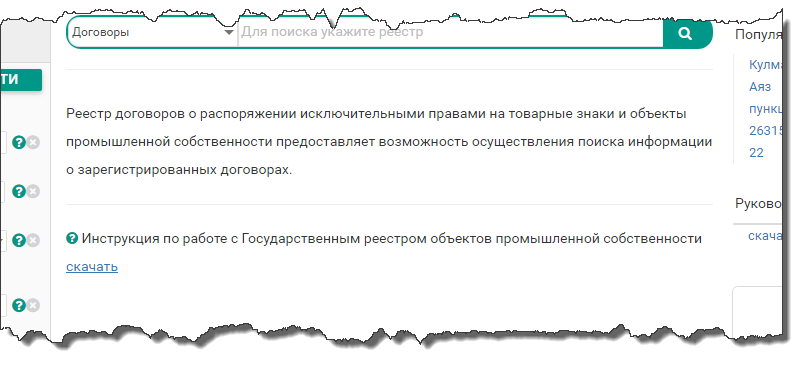 Договоры
Для поиска укажите реестр
ТИ
Реестр договоров о распоряжении исключительными правами на товарные знаки и объекты
промышленной собственности предоставляет возможность осуществления поиска информации
о зарегистрированных договорах.
Инструкция по работе с Государственным реестром объектов промышленной собственности
скачать
Популя
Кулма
Аяз
пункц
26315
22
Руково
скача